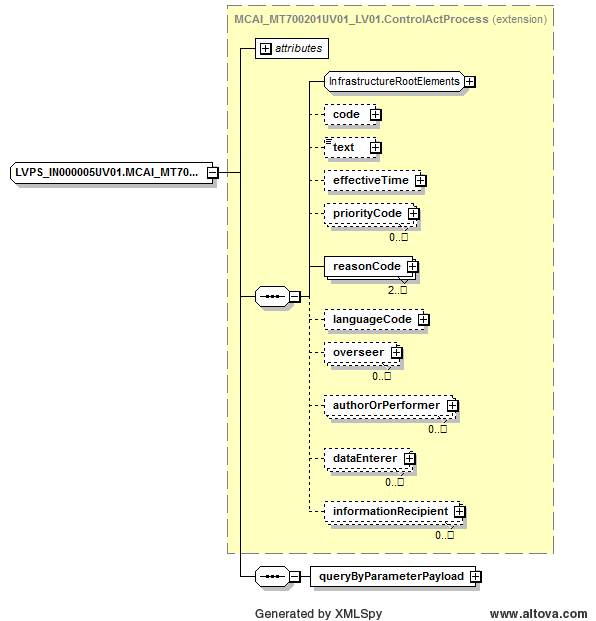 MCAI_MT700201UV01_LV01.ControlActProcess (extension)
attributes
InfrastructureRootElements
code
text
LVPS_IN000005UV01.MCAI_MT70...
effectiveTime
priorityCode
0..□
reasonCode
2..□
languageCode
overseer
0..□
authorOrPerformer
0..□
dataEnterer
0..□
informationRecipient
0..□
queryByParameterPayload
Generated by XMLSpy
www.altova.com